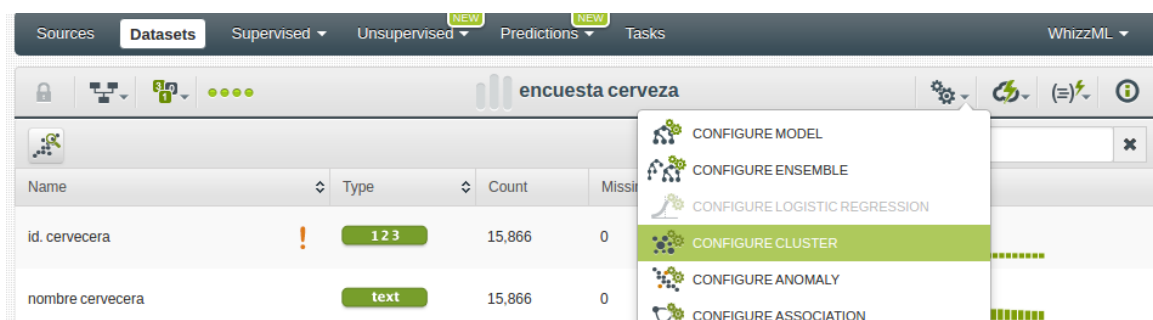 NEW NEW
Sources Datasets Supervised Unsupervised Predictions Tasks WhizzML
encuesta cerveza
CONFIGURE MODEL
CONFIGURE ENSEMBLE
CONFIGURE LOGISTIC REGRESSION
CONFIGURE CLUSTER
CONFIGURE ANOMALY
CONFIGURE ASSOCIATION
Name Type Count
id. cervecera ! 123 15,866 0
nombre cervecera text 15,866 0